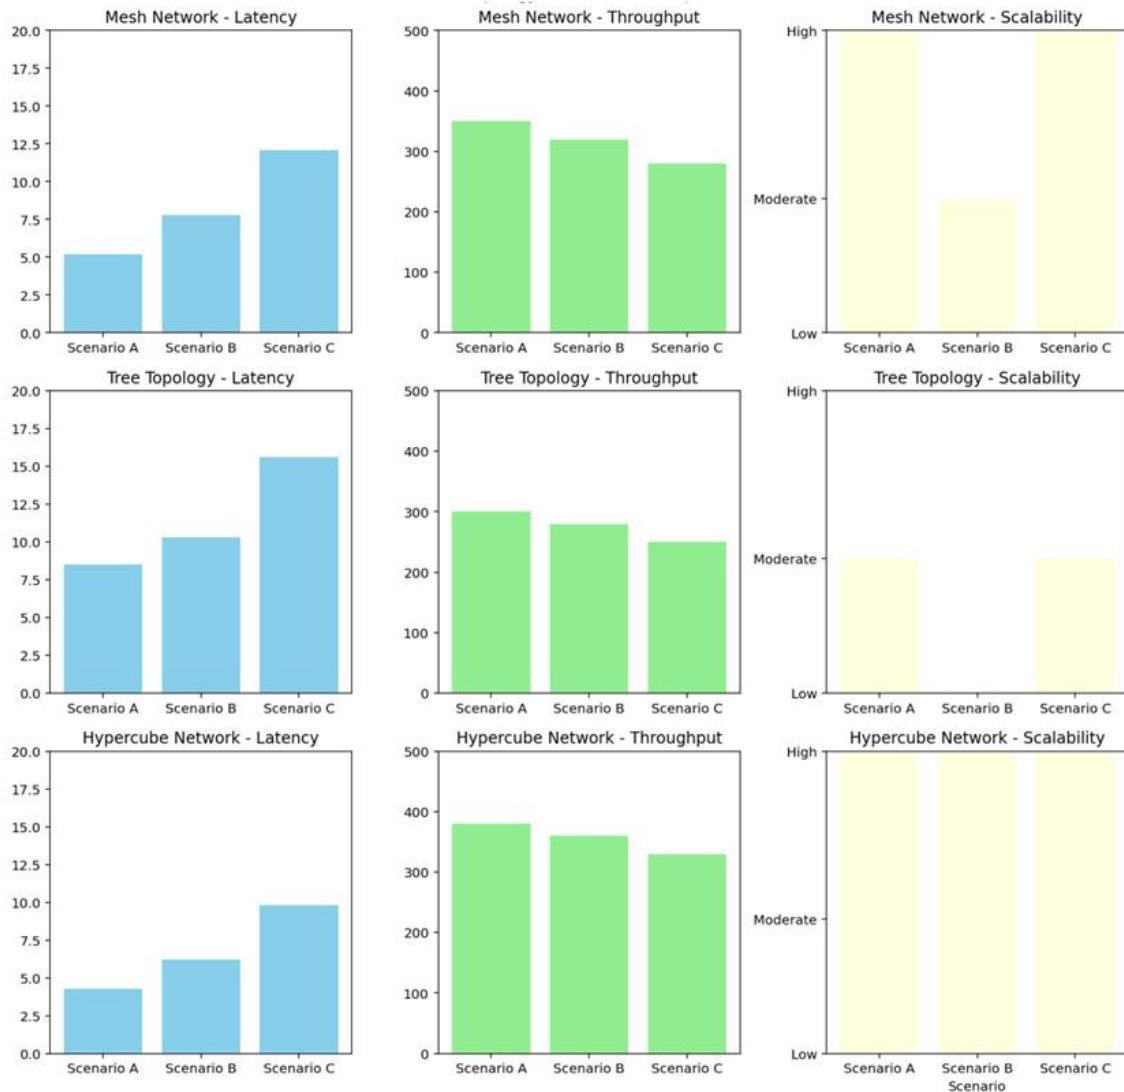 Mesh Network - Latency
20.0
17.5
15.0
12.5
10.0
7.5
5.0
2.5
0.0
Scenario A Scenario B Scenario C
Mesh Network - Throughput
500
400
300
200
100
0
Scenario A Scenario B Scenario C
Mesh Network - Scalability
High
Moderate
Low
Scenario A Scenario B Scenario C
Tree Topology - Latency
20.0
17.5
15.0
12.5
10.0
7.5
5.0
2.5
0.0
Scenario A Scenario B Scenario C
Tree Topology - Throughput
500
400
300
200
100
0
Scenario A Scenario B Scenario C
Tree Topology - Scalability
High
Moderate
Low
Scenario A Scenario B Scenario C
Hypercube Network - Latency
20.0
17.5
15.0
12.5
10.0
7.5
5.0
2.5
0.0
Scenario A Scenario B Scenario C
Hypercube Network - Throughput
500
400
300
200
100
0
Scenario A Scenario B Scenario C
Hypercube Network - Scalability
High
Moderate
Low
Scenario A Scenario B Scenario C
Scenario